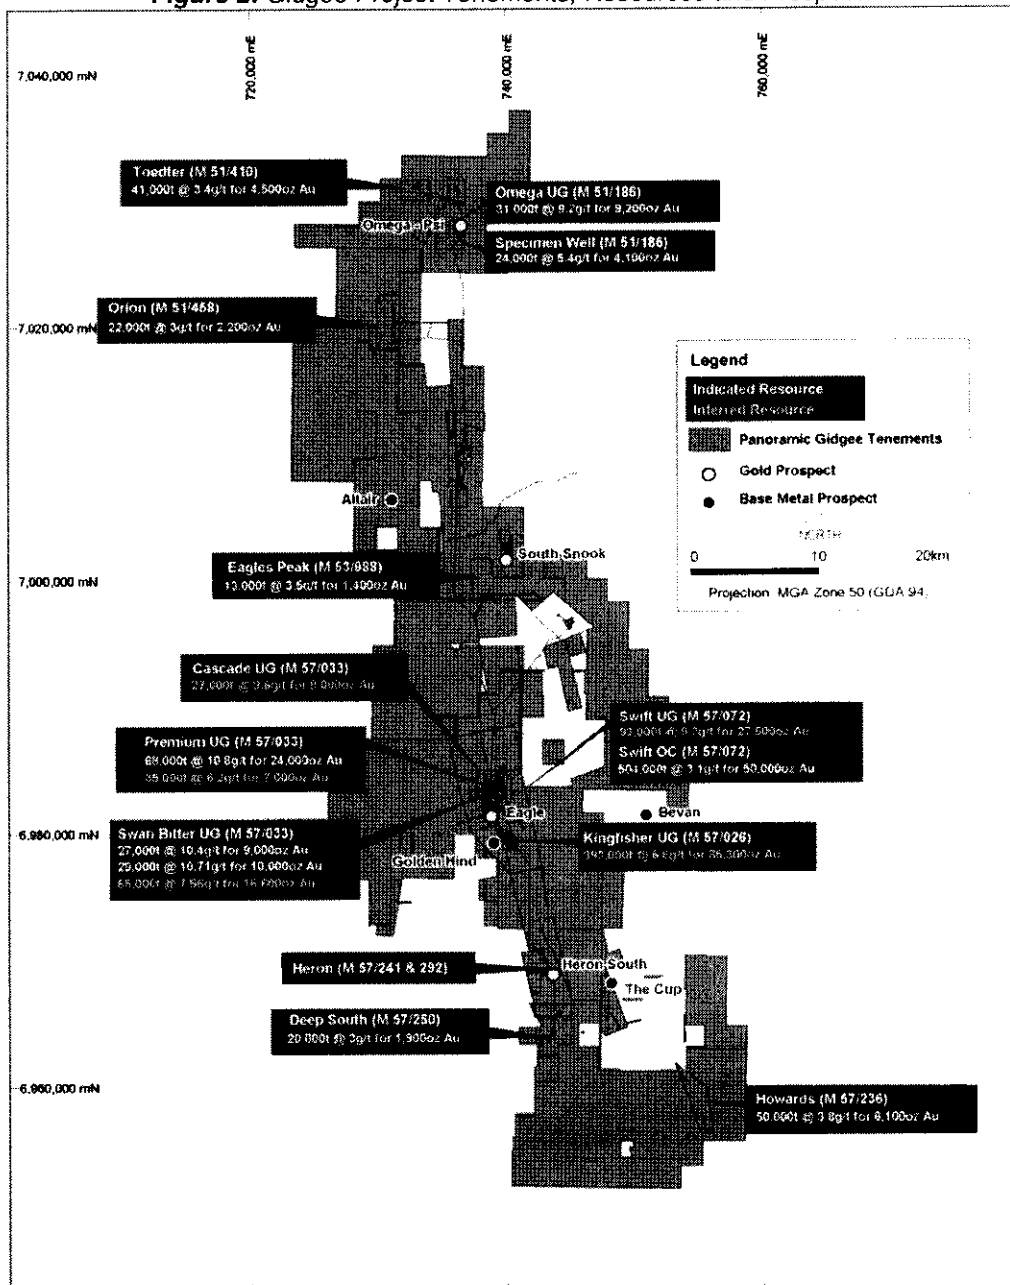 720,000 mE
740,000 mE
760,000 mE
7,040,000 mN
Toedter (M 51/410)
41,000t @ 3.4g/t for 4,500oz Au
Omega UG (M 51/186)
31,000t @ 9.2g/t for 9,200oz Au
Omega - Psi
Specimen Well (M 51/186)
24,000t @ 5.4g/t for 4,100oz Au
Orion (M 51/458)
22,000t @ 3g/t for 2,200oz Au
7,020,000 mN
Legend
Indicated Resource
Inferred Resource
Panoramic Gidgee Tenements
Gold Prospect
Base Metal Prospect
NORTH
0 10 20km
Projection MGA Zone 50 (GDA 94)
Altair
South Snook
Eagles Peak (M 53/988)
13,000t @ 3.5g/t for 1,400oz Au
7,000,000 mN
Cascade UG (M 57/033)
Swift UG (M 57/072)
Swift OC (M 57/072)
504,000t @ 3.1g/t for 50,000oz Au
Premium UG (M 57/033)
68,000t @ 10.8g/t for 24,000oz Au
35,000t @ 6.2g/t for 7,000oz Au
Eagle
Bevan
6,980,000 mN
Swan Bitter UG (M 57/033)
27,000t @ 10.4g/t for 9,000oz Au
29,000t @ 10.71g/t for 10,000oz Au
Kingfisher UG (M 57/026)
Golden Hind
Heron (M 57/241 & 292)
Heron South
The Cup
Deep South (M 57/250)
20,000t @ 3g/t for 1,900oz Au
6,960,000 mN
Howards (M 57/236)
50,000t @ 3.8g/t for 6,100oz Au